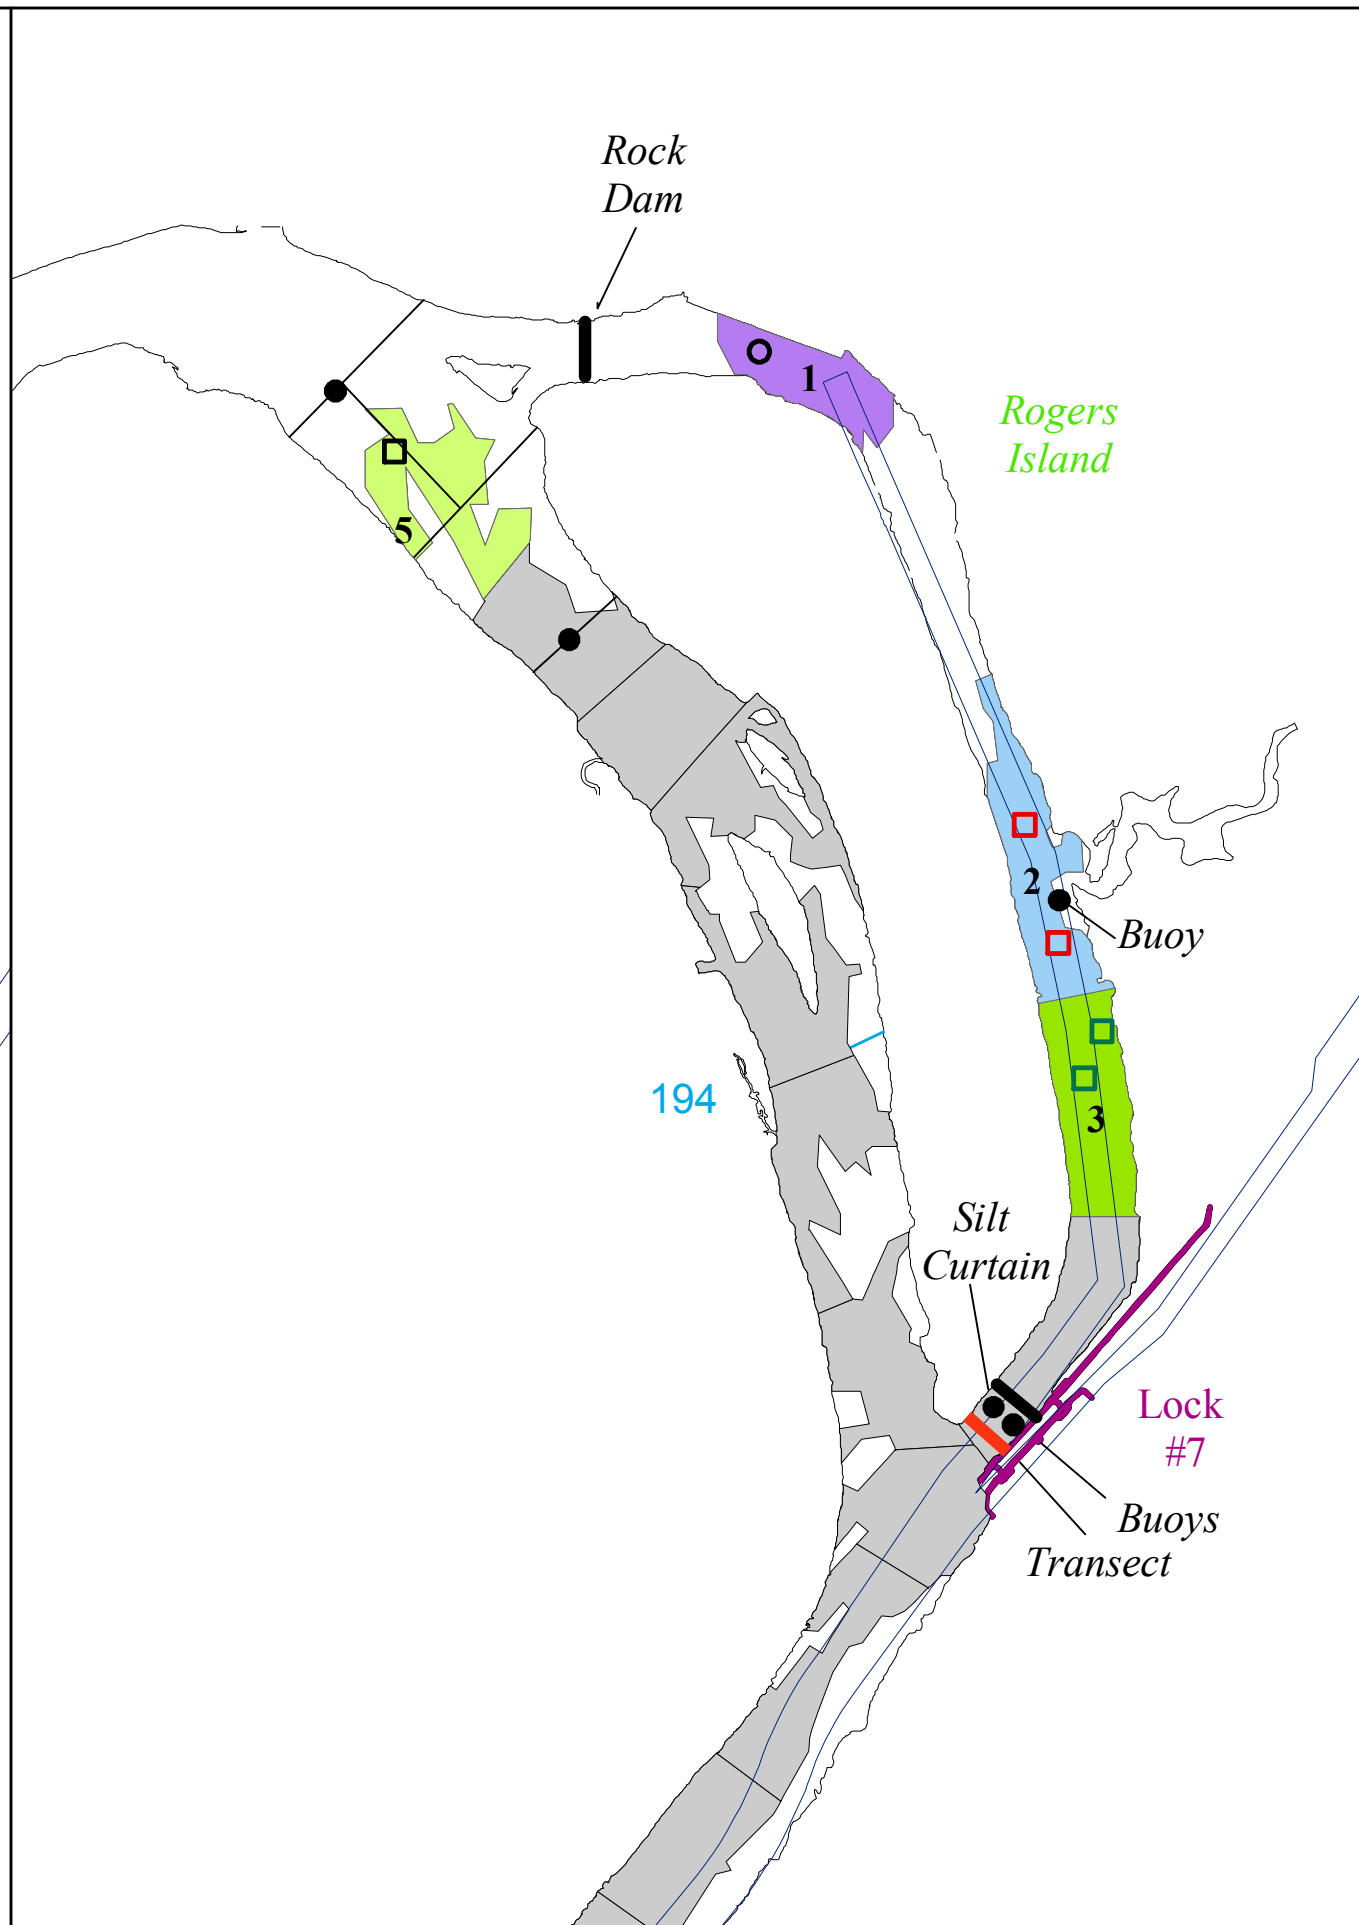 Rock
Dam
1
Rogers
Island
5
2
Buoy
194
3
Silt
Curtain
Lock
#7
Buoys
Transect